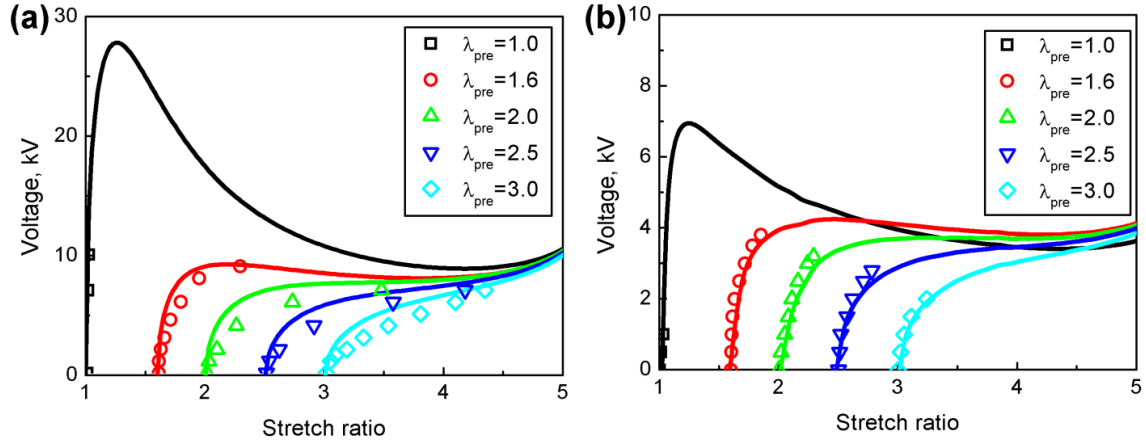 (a)
30
20
10
0
Voltage, kV
1 2 3 4 5
Stretch ratio
λpre=1.0
λpre=1.6
λpre=2.0
λpre=2.5
λpre=3.0
(b)
10
8
6
4
2
0
Voltage, kV
1 2 3 4 5
Stretch ratio
λpre=1.0
λpre=1.6
λpre=2.0
λpre=2.5
λpre=3.0